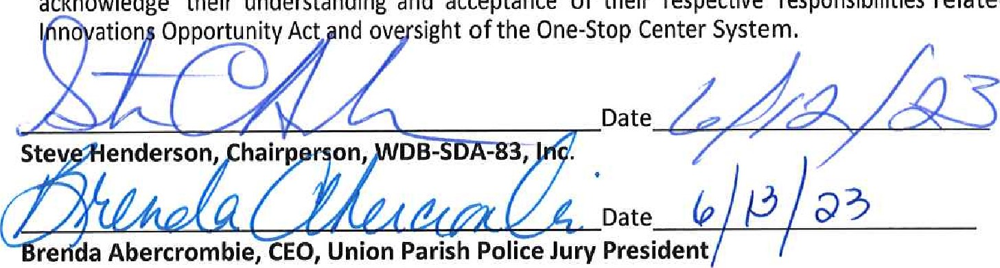 acknowledge their understanding and acceptance of their respective responsibilities relate
Innovations Opportunity Act and oversight of the One-Stop Center System.
Date 6/12/23
Steve Henderson, Chairperson, WDB-SDA-83, Inc.
Brenda Abercrombie Date 6/13/23
Brenda Abercrombie, CEO, Union Parish Police Jury President